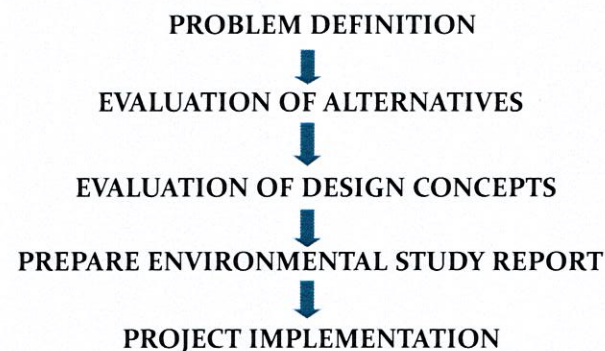 PROBLEM DEFINITION
EVALUATION OF ALTERNATIVES
EVALUATION OF DESIGN CONCEPTS
PREPARE ENVIRONMENTAL STUDY REPORT
PROJECT IMPLEMENTATION